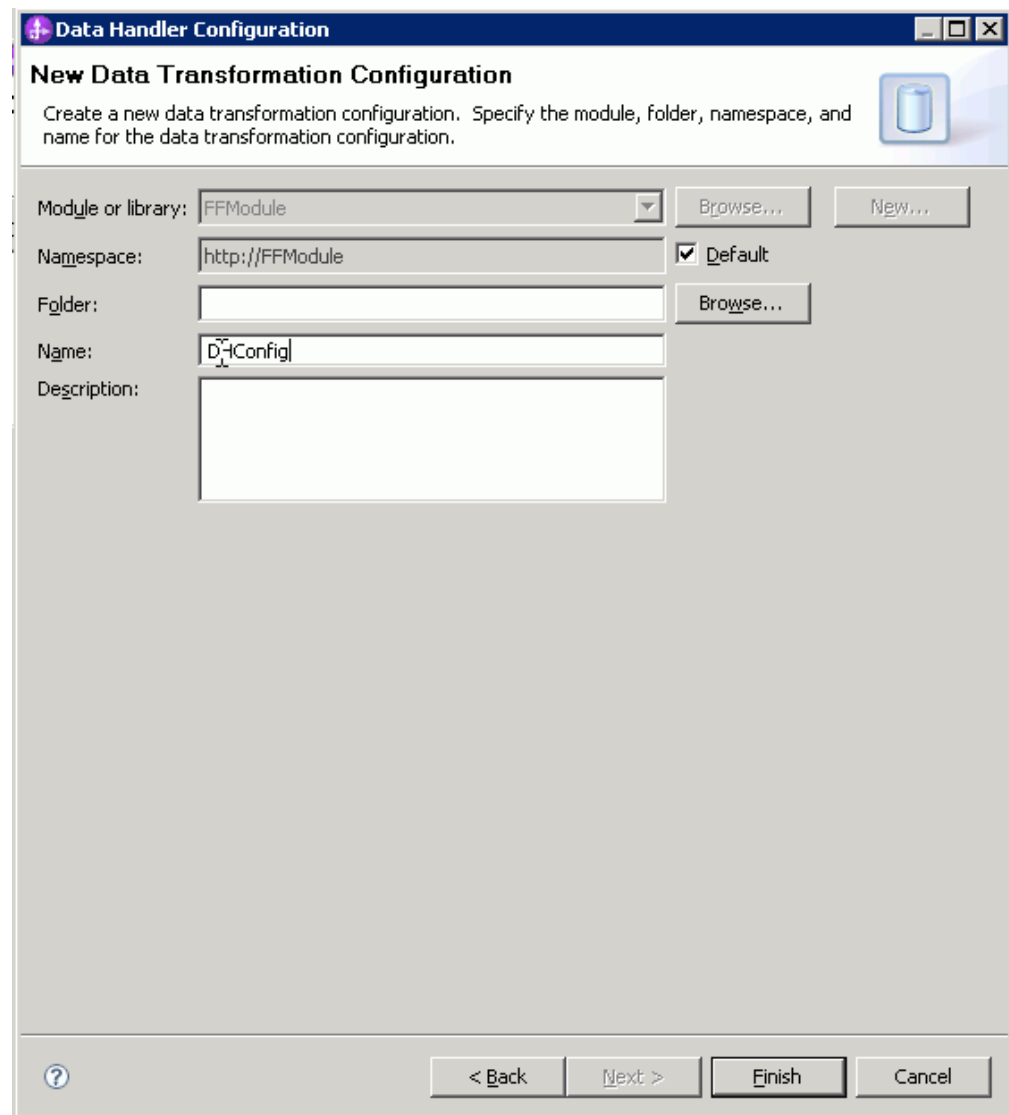 Data Handler Configuration
New Data Transformation Configuration
Create a new data transformation configuration. Specify the module, folder, namespace, and
name for the data transformation configuration.
Module or library: FFModule Browse... New...
Namespace: http://FFModule Default
Folder: Browse...
Name: DHConfig
Description:
? < Back Next > Finish Cancel